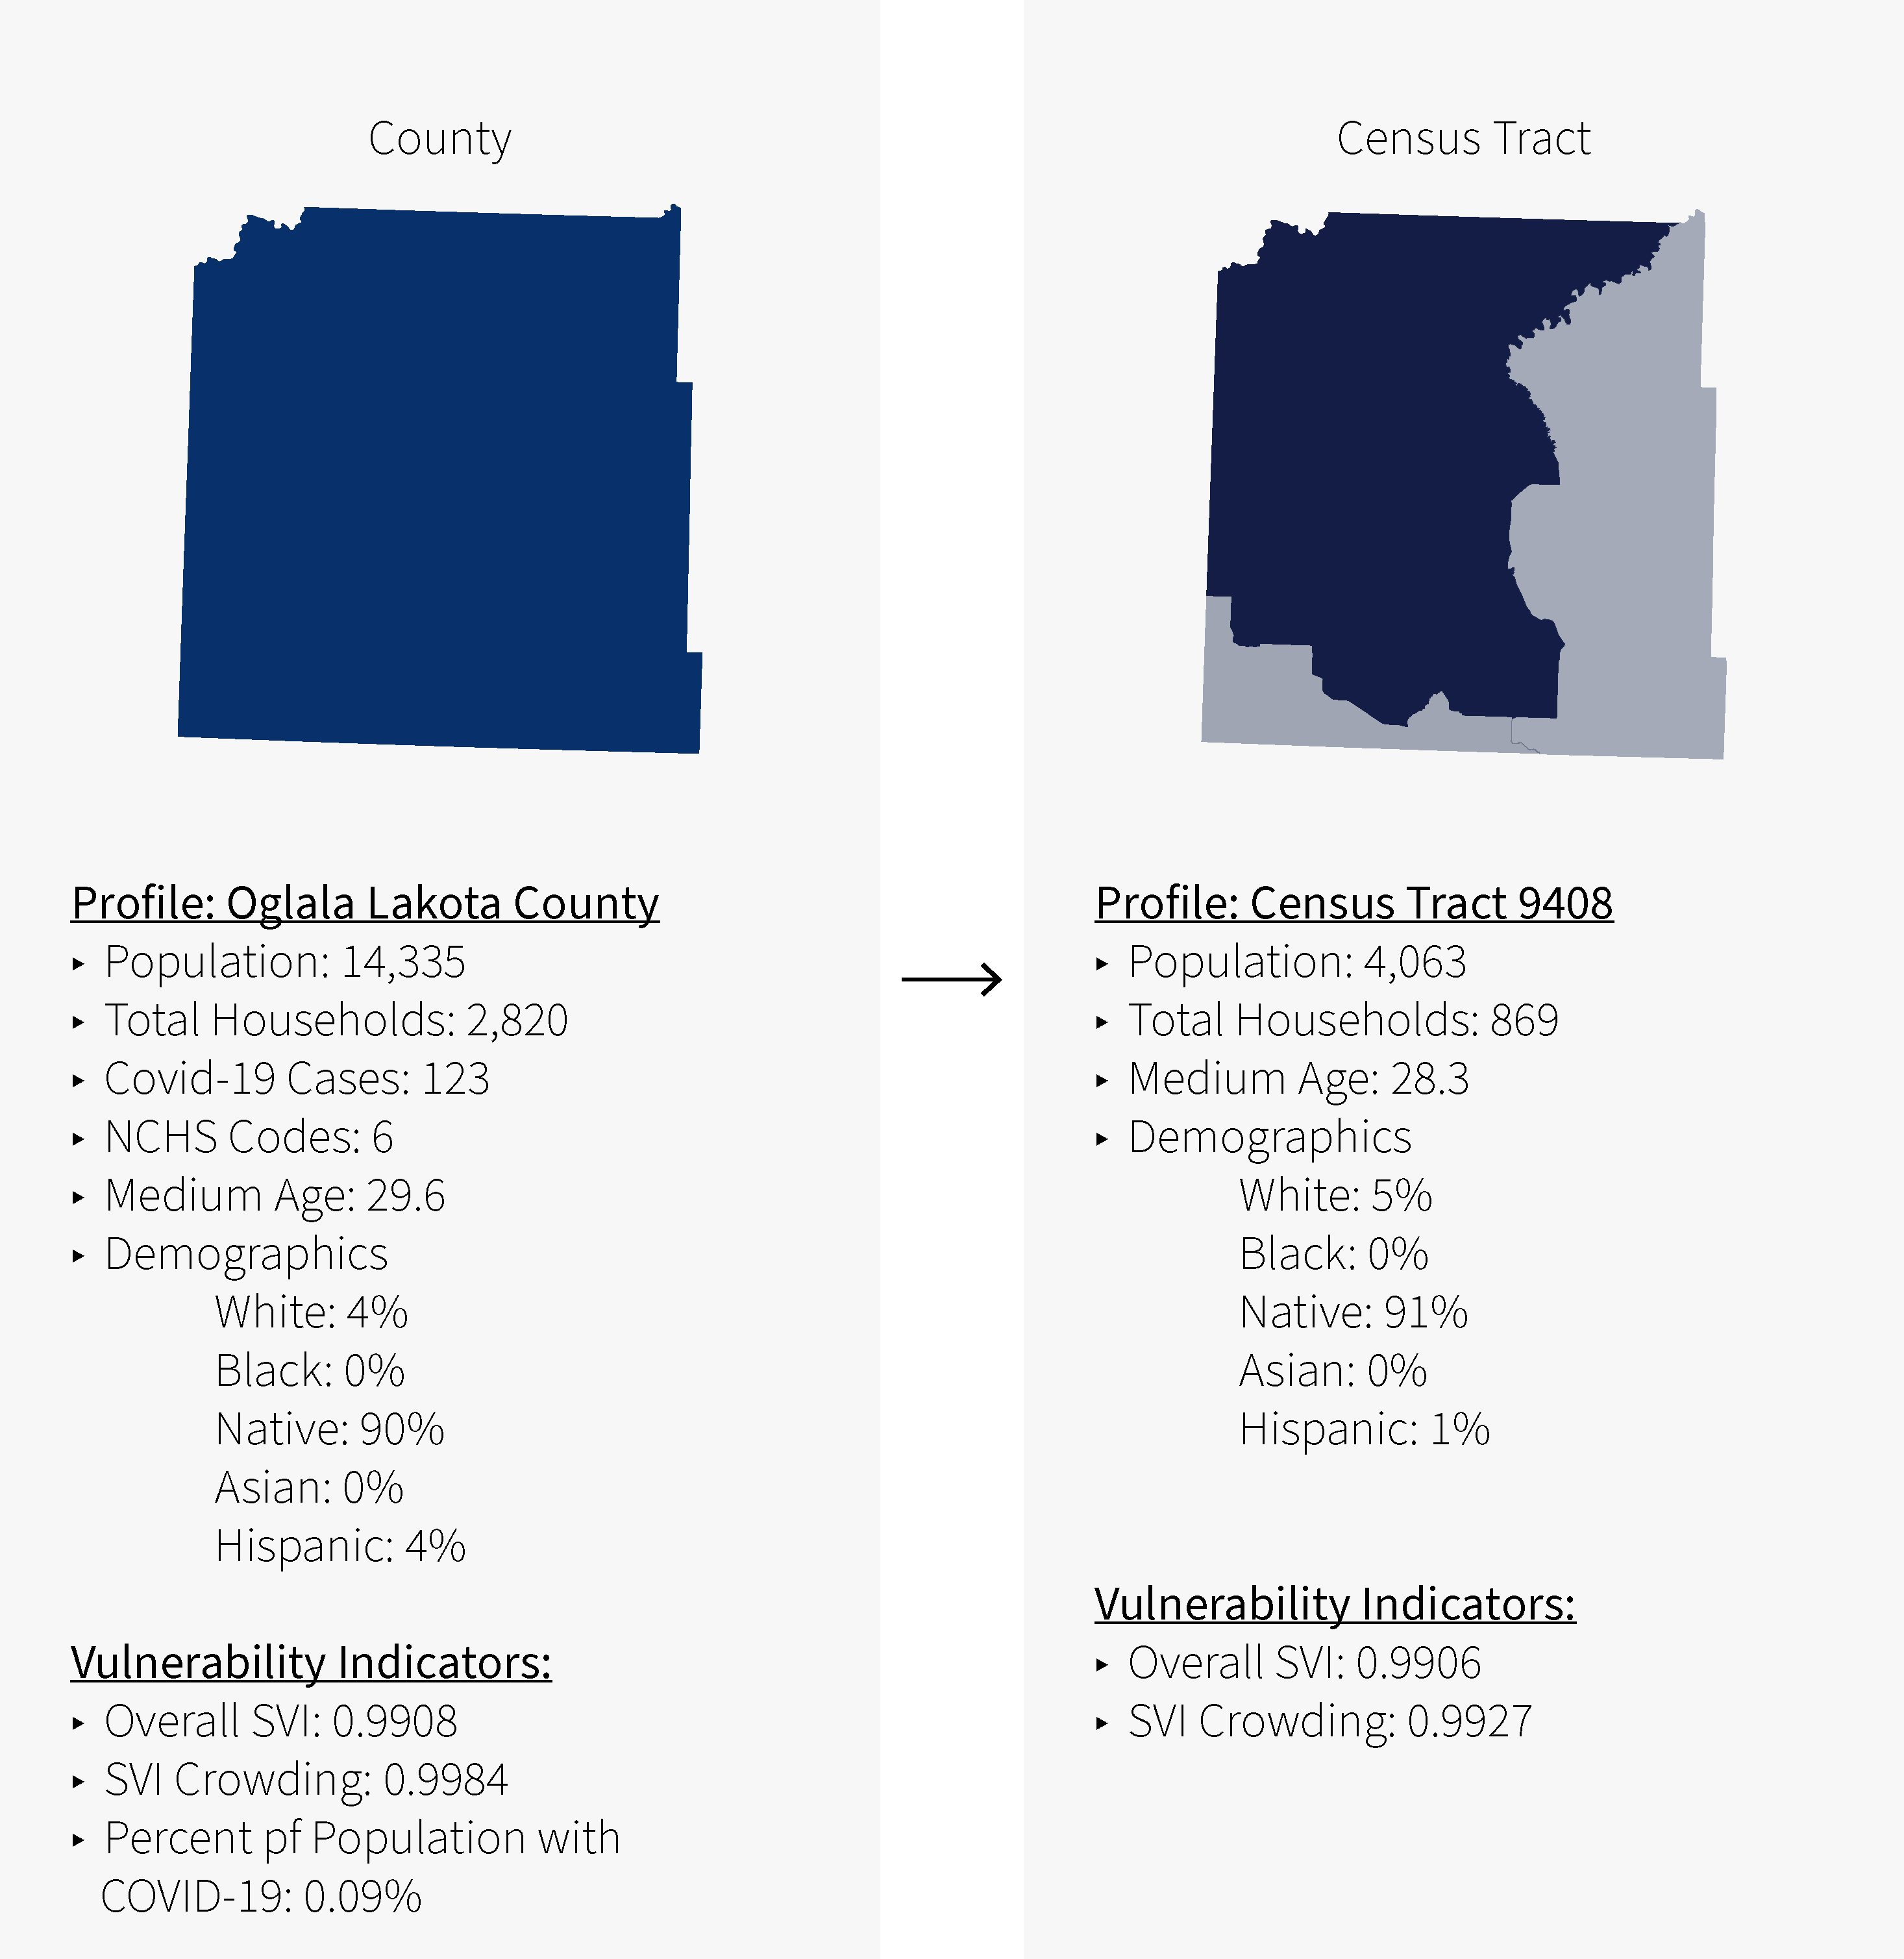 County
Profile: Oglala Lakota County
‣ Population: 14,335
‣ Total Households: 2,820
‣ Covid-19 Cases: 123
‣ NCHS Codes: 6
‣ Medium Age: 29.6
‣ Demographics
White: 4%
Black: 0%
Native: 90%
Asian: 0%
Hispanic: 4%
Vulnerability Indicators:
‣ Overall SVI: 0.9908
‣ SVI Crowding: 0.9984
‣ Percent pf Population with
COVID-19: 0.09%
Census Tract
Profile: Census Tract 9408
‣ Population: 4,063
‣ Total Households: 869
‣ Medium Age: 28.3
‣ Demographics
White: 5%
Black: 0%
Native: 91%
Asian: 0%
Hispanic: 1%
Vulnerability Indicators:
‣ Overall SVI: 0.9906
‣ SVI Crowding: 0.9927